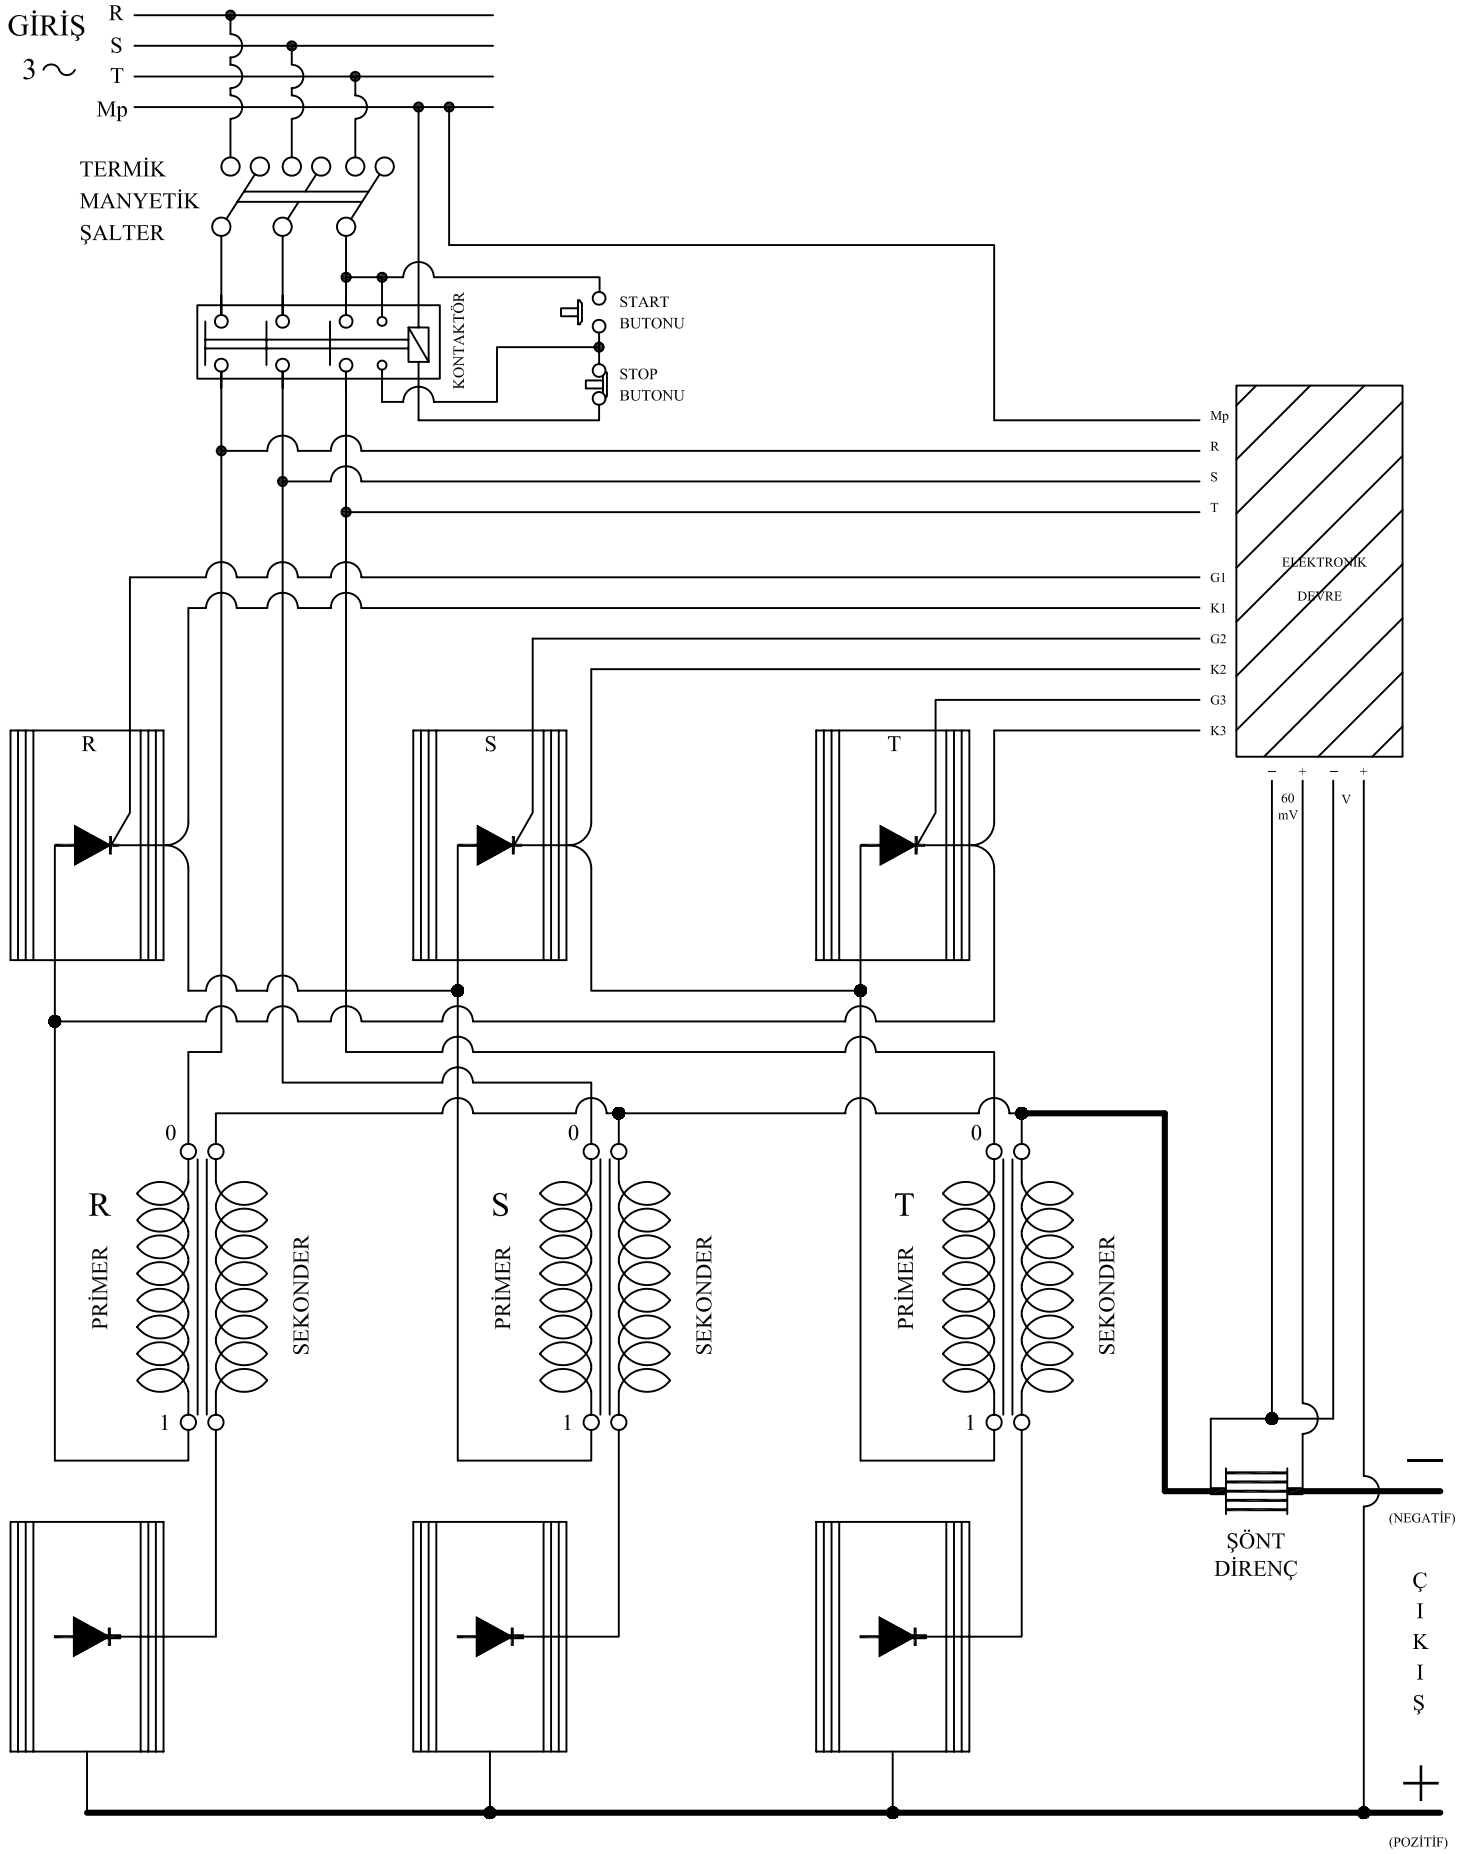 GİRİŞ
3
R
S
T
Mp
TERMİK
MANYETİK
ŞALTER
KONTAKTÖR
START
BUTONU
STOP
BUTONU
Mp
R
S
T
G1
K1
G2
K2
G3
K3
ELEKTRONİK
DEVRE
− + − +
60
mV
V
R
S
T
0
0
0
R
PRİMER
SEKONDER
S
PRİMER
SEKONDER
T
PRİMER
SEKONDER
1
1
1
ŞÖNT
DİRENÇ
−
(NEGATİF)
Ç
I
K
I
Ş
+
(POZİTİF)